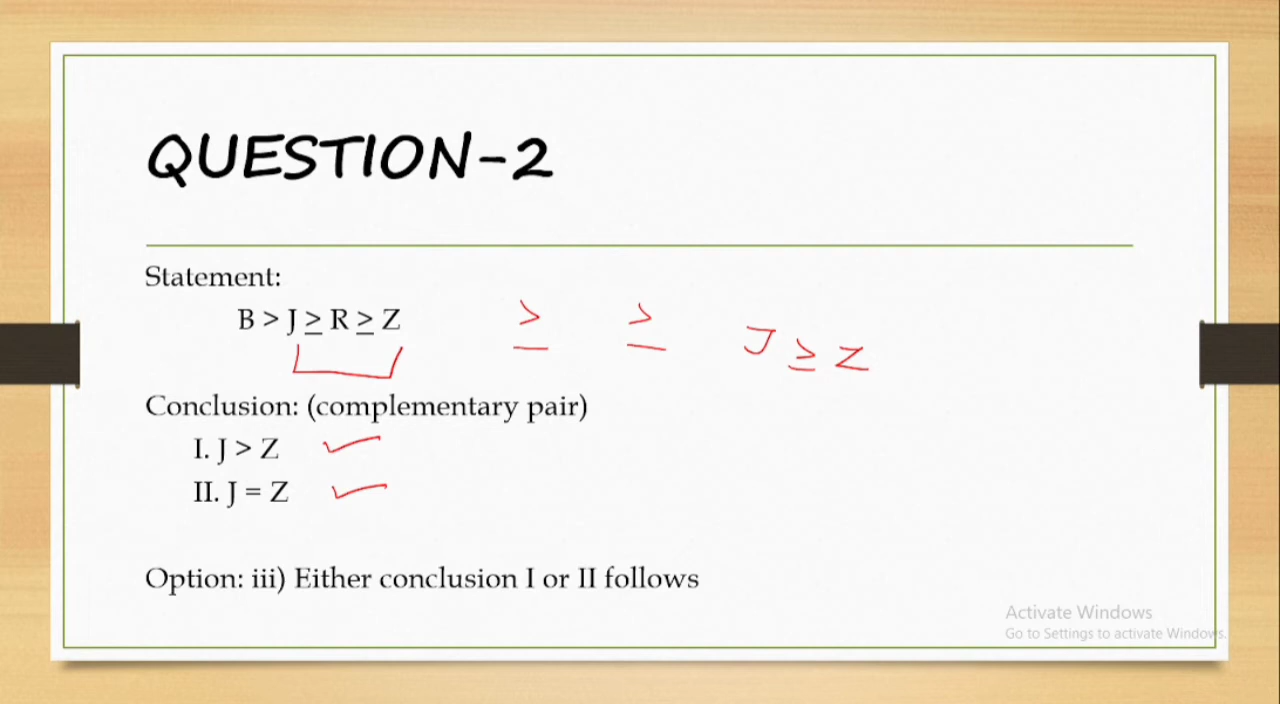 QUESTION-2
Statement:
B > J ≥ R ≥ Z
≥ ≥ J ≥ Z
Conclusion: (complementary pair)
I. J > Z
II. J = Z
Option: iii) Either conclusion I or II follows
Activate Windows
Go to Settings to activate Windows.